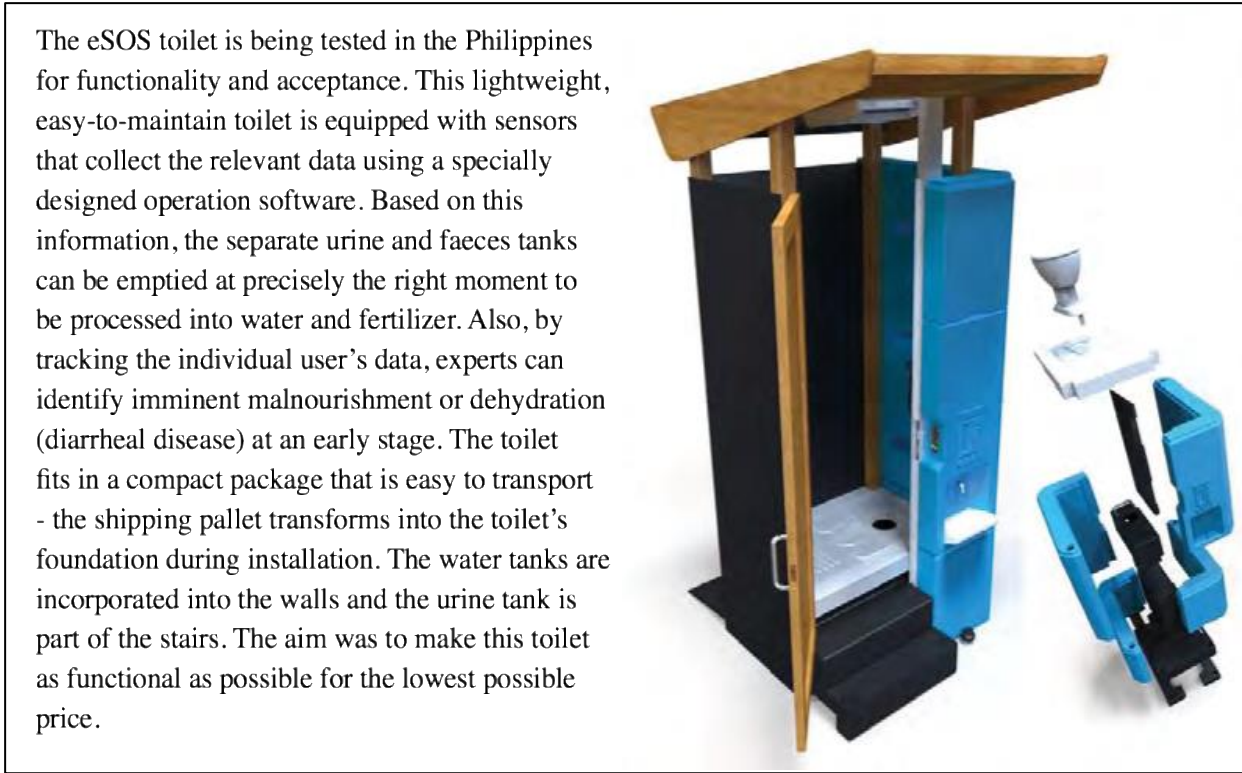 The eSOS toilet is being tested in the Philippines
for functionality and acceptance. This lightweight,
easy-to-maintain toilet is equipped with sensors
that collect the relevant data using a specially
designed operation software. Based on this
information, the separate urine and faeces tanks
can be emptied at precisely the right moment to
be processed into water and fertilizer. Also, by
tracking the individual user’s data, experts can
identify imminent malnourishment or dehydration
(diarrheal disease) at an early stage. The toilet
fits in a compact package that is easy to transport
- the shipping pallet transforms into the toilet’s
foundation during installation. The water tanks are
incorporated into the walls and the urine tank is
part of the stairs. The aim was to make this toilet
as functional as possible for the lowest possible
price.